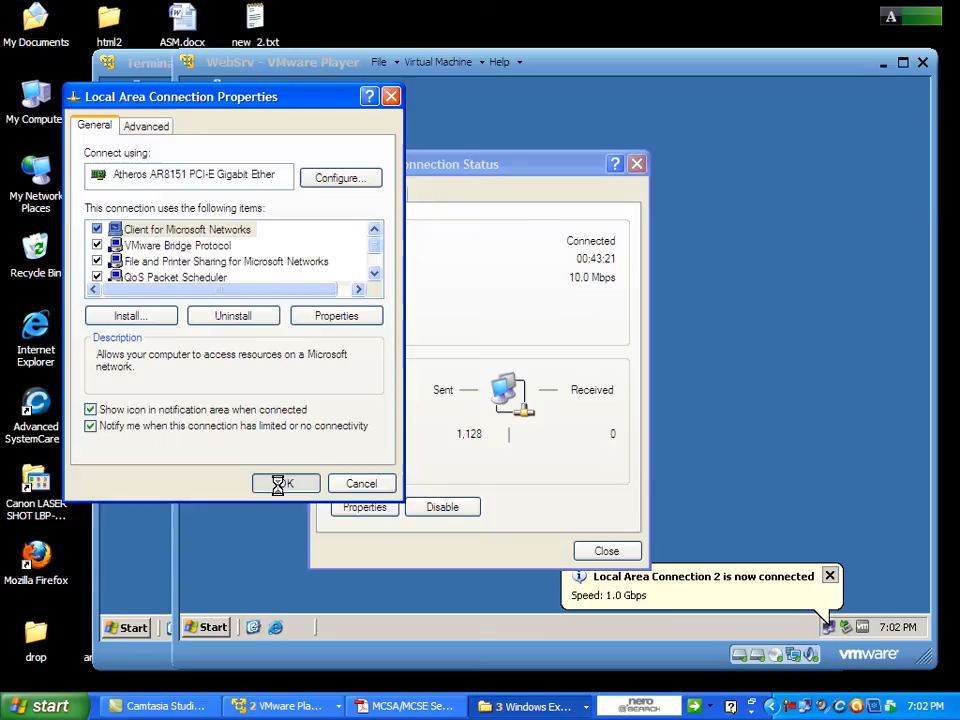 My Documents
html2
ASM.docx
new_2.txt
A
Termina
WebSrv - VMware Player
File
Virtual Machine
Help
Local Area Connection Properties
General
Advanced
Connect using:
Atheros AR8151 PCI-E Gigabit Ether
Configure...
This connection uses the following items:
Client for Microsoft Networks
VMware Bridge Protocol
File and Printer Sharing for Microsoft Networks
QoS Packet Scheduler
Install...
Uninstall
Properties
Description
Allows your computer to access resources on a Microsoft
network.
Show icon in notification area when connected
Notify me when this connection has limited or no connectivity
OK
Cancel
onnection Status
Connected
00:43:21
10.0 Mbps
Sent
Received
1,128
0
Properties
Disable
Close
Local Area Connection 2 is now connected
Speed: 1.0 Gbps
My Compute
My Network
Places
Recycle Bin
Internet
Explorer
Advanced
SystemCare
Canon LASER
SHOT LBP-...
Mozilla Firefox
drop
ar
Start
Start
7:02 PM
vmware
start
Camtasia Studi...
2 VMware Pla...
MCSA/MCSE Se...
3 Windows Ex...
nero
SEARCH
7:02 PM